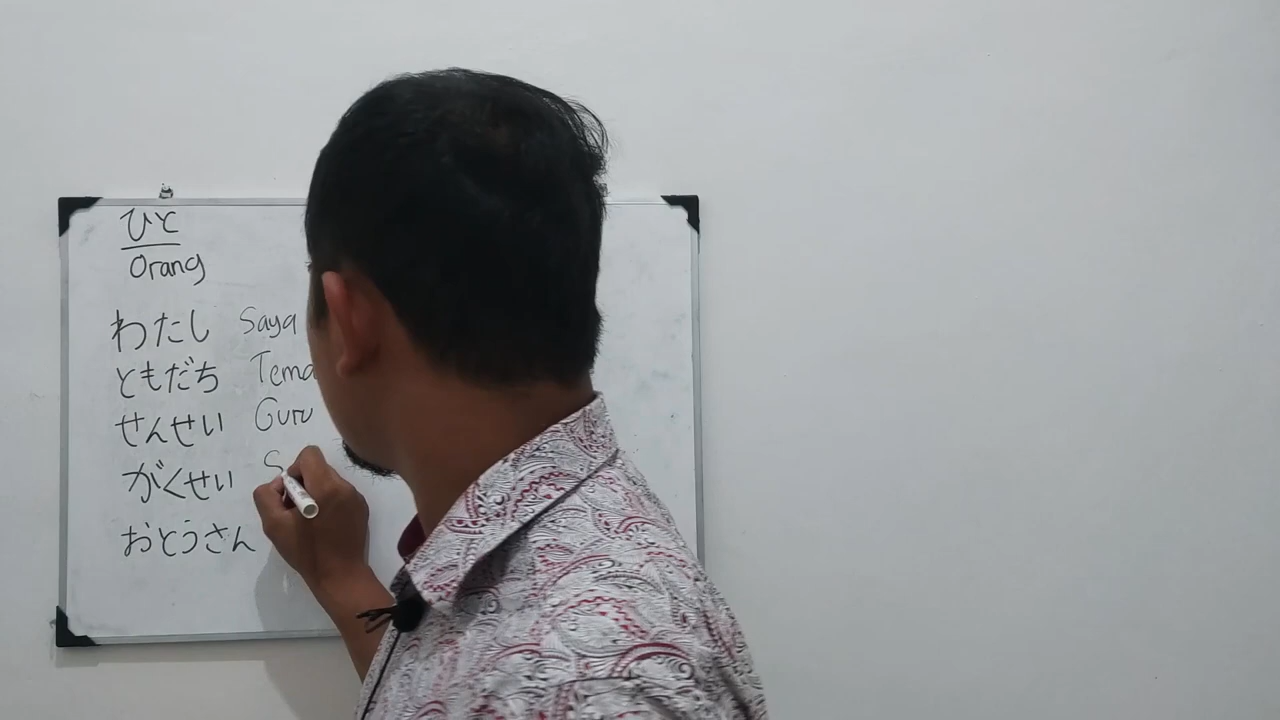 ひと
Orang
わたし Saya
ともだち Tema
せんせい Guru
がくせい S
おとうさん